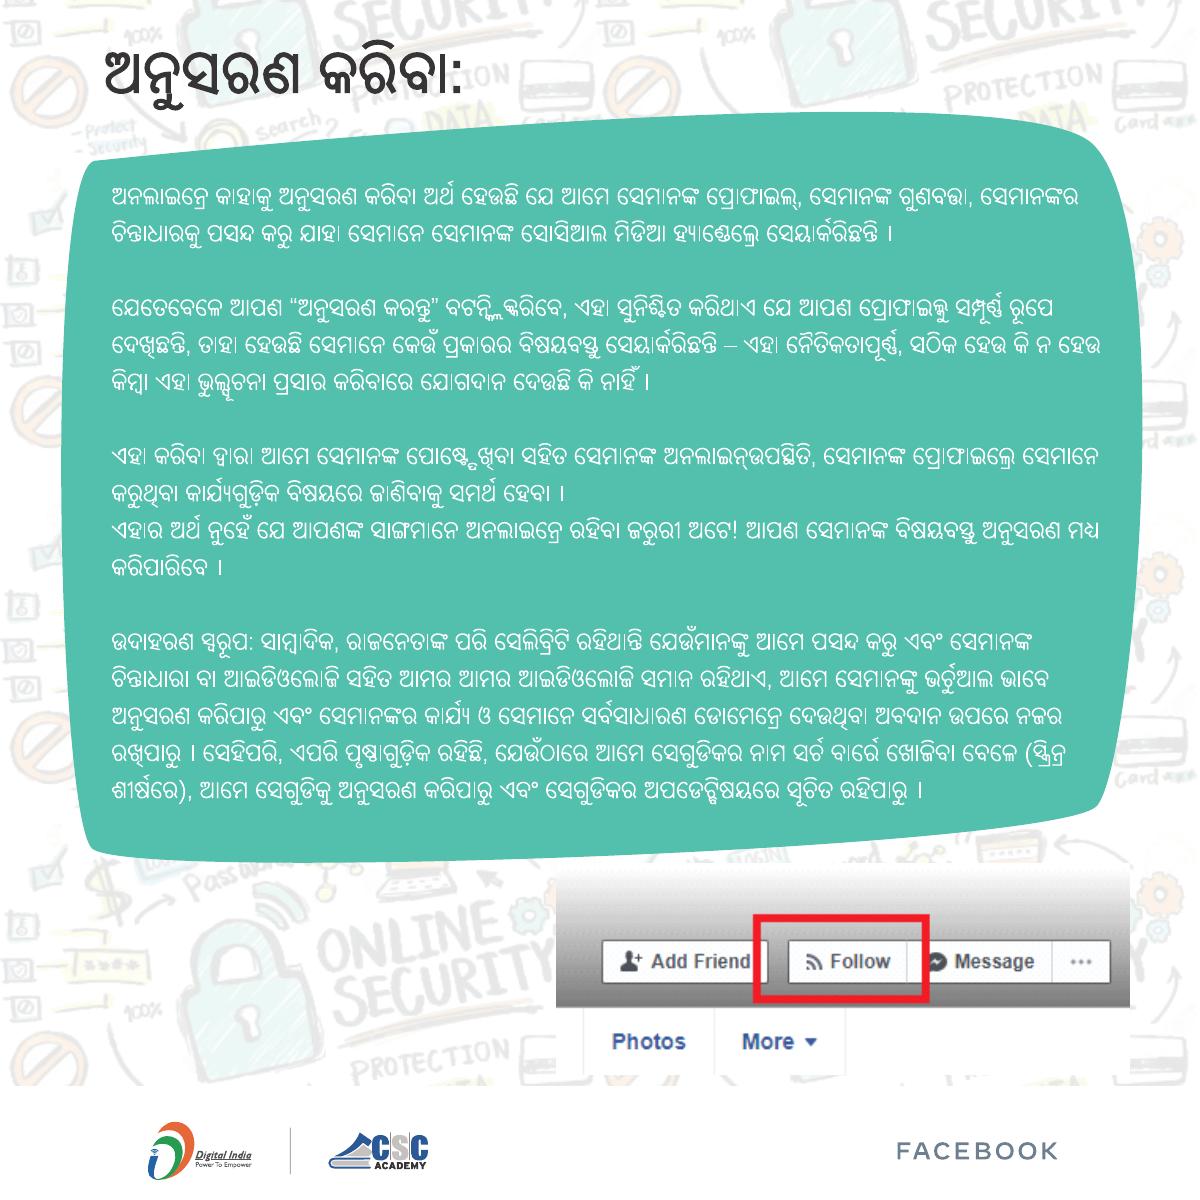 ଅନୁସରଣ କରିବା:
ଅନଲାଇନ୍ରେ କାହାକୁ ଅନୁସରଣ କରିବା ଅର୍ଥ ହେଉଛି ଯେ ଆମେ ସେମାନଙ୍କ ପ୍ରୋଫାଇଲ୍, ସେମାନଙ୍କ ଗୁଣବତ୍ତା, ସେମାନଙ୍କର
ଚିନ୍ତାଧାରାକୁ ପସନ୍ଦ କରୁ ଯାହା ସେମାନେ ସେମାନଙ୍କ ସୋସିଆଲ ମିଡିଆ ହ୍ୟାଣ୍ଡେଲ୍ରେ ସେୟାର୍କରିଛନ୍ତି ।
ଯେତେବେଳେ ଆପଣ “ଅନୁସରଣ କରନ୍ତୁ” ବଟନ୍କ୍ଲିକ୍କରିବେ, ଏହା ସୁନିଶ୍ଚିତ କରିଥାଏ ଯେ ଆପଣ ପ୍ରୋଫାଇଲ୍କୁ ସମ୍ପୂର୍ଣ୍ଣ ରୂପେ
ଦେଖିଛନ୍ତି, ତାହା ହେଉଛି ସେମାନେ କେଉଁ ପ୍ରକାରର ବିଷୟବସ୍ତୁ ସେୟାର୍କରିଛନ୍ତି – ଏହା ନୈତିକତାପୂର୍ଣ୍ଣ, ସଠିକ ହେଉ କି ନ ହେଉ
କିମ୍ବା ଏହା ଭୁଲ୍ସୂଚନା ପ୍ରସାର କରିବାରେ ଯୋଗଦାନ ଦେଉଛି କି ନାହିଁ ।
ଏହା କରିବା ଦ୍ୱାରା ଆମେ ସେମାନଙ୍କ ପୋଷ୍ଟ୍ଦେଖିବା ସହିତ ସେମାନଙ୍କ ଅନଲାଇନ୍ଉପସ୍ଥିତି, ସେମାନଙ୍କ ପ୍ରୋଫାଇଲ୍ରେ ସେମାନେ
କରୁଥିବା କାର୍ଯ୍ୟଗୁଡ଼ିକ ବିଷୟରେ ଜାଣିବାକୁ ସମର୍ଥ ହେବା ।
ଏହାର ଅର୍ଥ ନୁହେଁ ଯେ ଆପଣଙ୍କ ସାଙ୍ଗମାନେ ଅନଲାଇନ୍ରେ ରହିବା ଜରୁରୀ ଅଟେ! ଆପଣ ସେମାନଙ୍କ ବିଷୟବସ୍ତୁ ଅନୁସରଣ ମଧ୍ୟ
କରିପାରିବେ ।
ଉଦାହରଣ ସ୍ୱରୂପ: ସାମ୍ବାଦିକ, ରାଜନେତାଙ୍କ ପରି ସେଲିବ୍ରିଟି ରହିଥାନ୍ତି ଯେଉଁମାନଙ୍କୁ ଆମେ ପସନ୍ଦ କରୁ ଏବଂ ସେମାନଙ୍କ
ଚିନ୍ତାଧାରା ବା ଆଇଡିଓଲୋଜି ସହିତ ଆମର ଆମର ଆଇଡିଓଲୋଜି ସମାନ ରହିଥାଏ, ଆମେ ସେମାନଙ୍କୁ ଭର୍ଚୁଆଲ ଭାବେ
ଅନୁସରଣ କରିପାରୁ ଏବଂ ସେମାନଙ୍କର କାର୍ଯ୍ୟ ଓ ସେମାନେ ସର୍ବସାଧାରଣ ଡୋମେନ୍ରେ ଦେଉଥିବା ଅବଦାନ ଉପରେ ନଜର
ରଖିପାରୁ । ସେହିପରି, ଏପରି ପୃଷ୍ଠାଗୁଡ଼ିକ ରହିଛି, ଯେଉଁଠାରେ ଆମେ ସେଗୁଡିକର ନାମ ସର୍ଚ ବାର୍ରେ ଖୋଜିବା ବେଳେ (ସ୍କ୍ରିନ୍ର
ଶୀର୍ଷରେ), ଆମେ ସେଗୁଡିକୁ ଅନୁସରଣ କରିପାରୁ ଏବଂ ସେଗୁଡିକର ଅପଡେଟ୍ବିଷୟରେ ସୂଚିତ ରହିପାରୁ ।
Add Friend Follow Message
Photos More
Digital India
Power To Empower
CSC
ACADEMY
FACEBOOK
ONLINE
SECURITY
PROTECTION